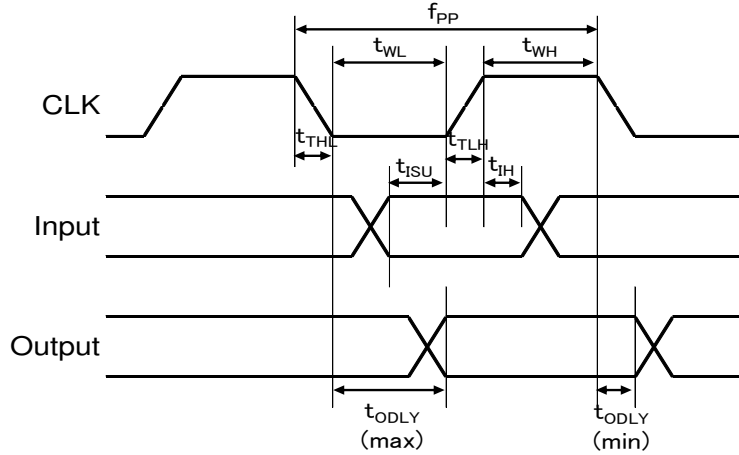 fPP
tWL
tWH
CLK
tTHL
tTLH
tISU
tIH
Input
Output
tODLY
(max)
tODLY
(min)